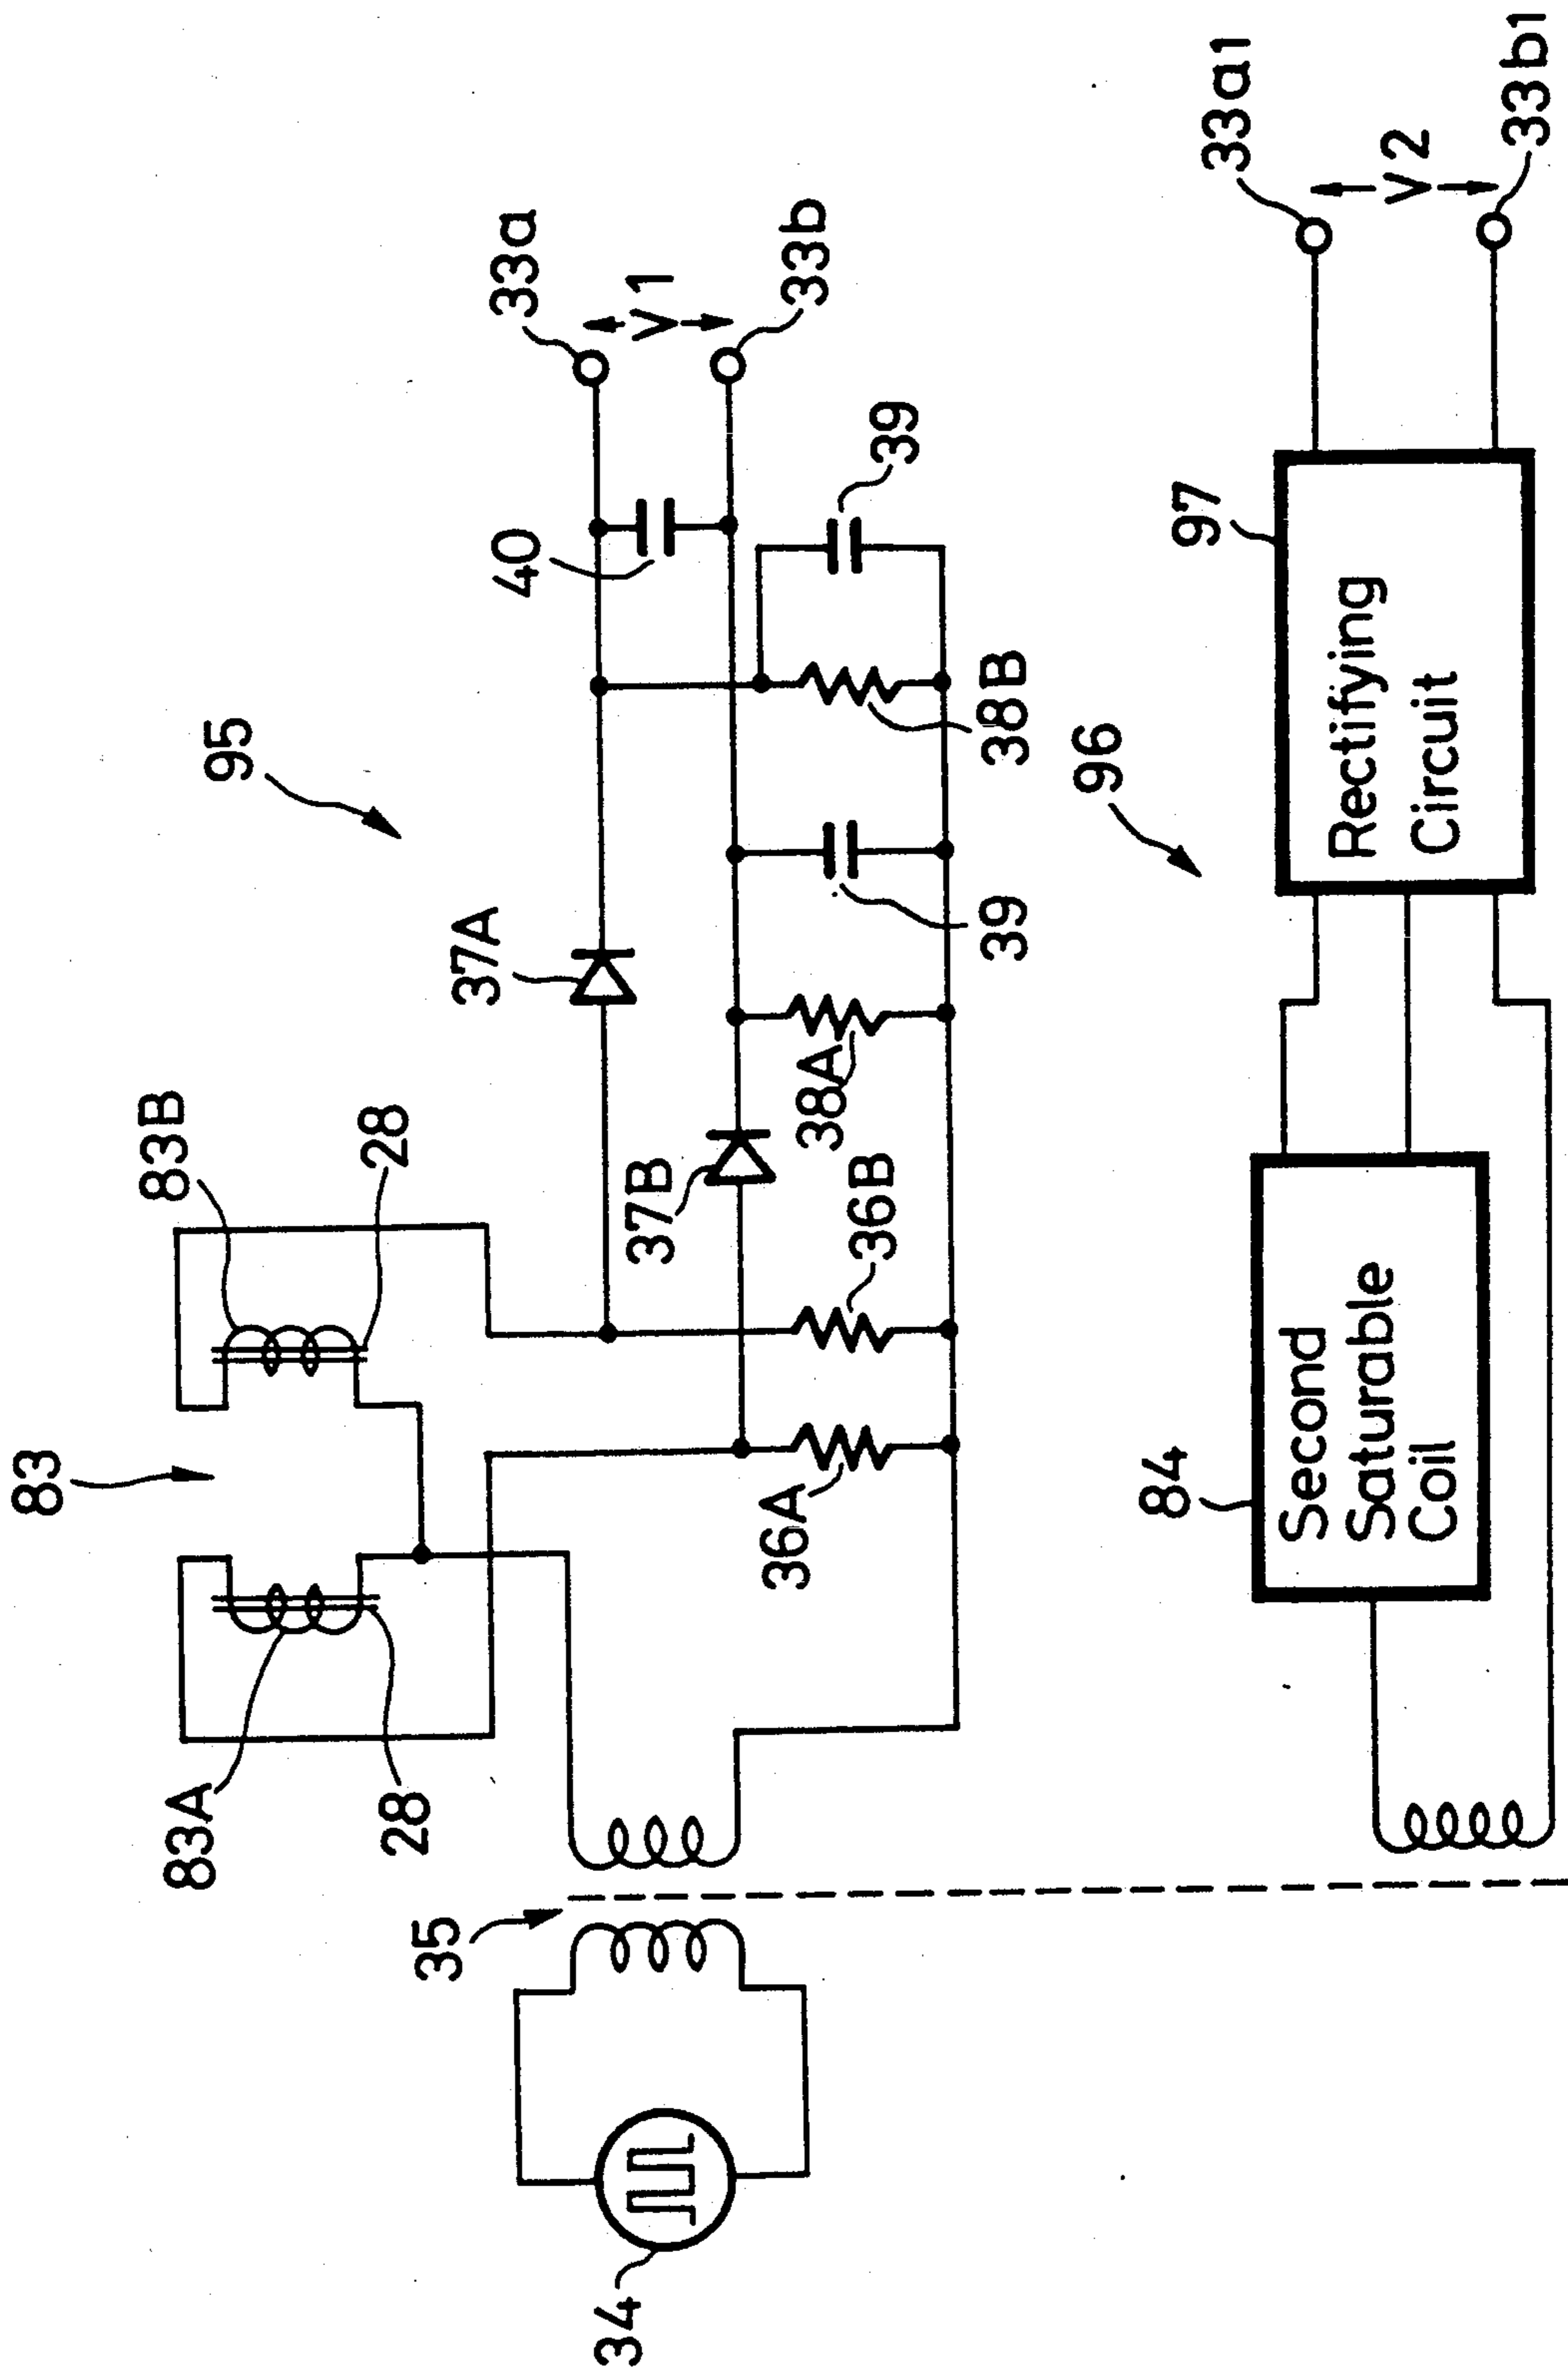 83
83A
83B
28
28
95
35
34
37A
37B
40
33a
V1
33b
36A
36B
38A
39
38B
39
96
84
Second
Saturable
Coil
97
Rectifying
Circuit
33a1
V2
33b1